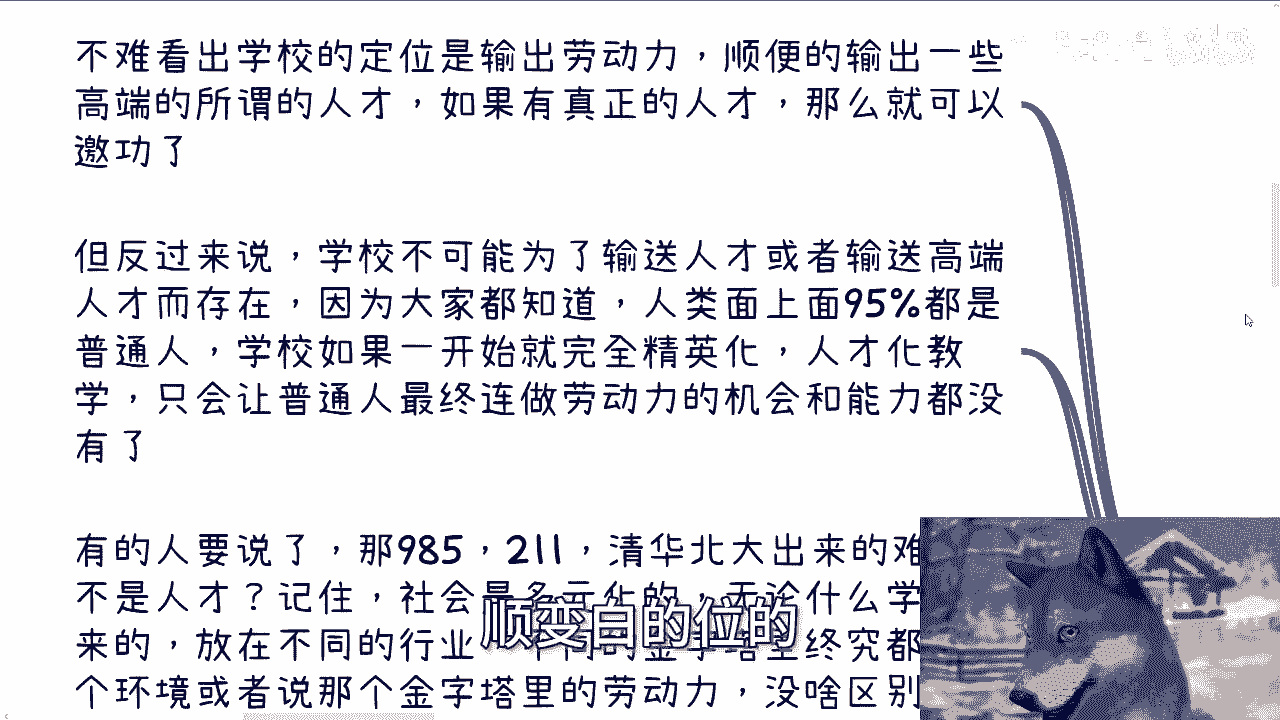 不难看出学校的定位是输出劳动力，顺便的输出一些
高端的所谓的人才，如果有真正的人才，那么就可以
邀功了
但反过来说，学校不可能为了输送人才或者输送高端
人才而存在，因为大家都知道，人类面上面95%都是
普通人，学校如果一开始就完全精英化，人才化教
学，只会让普通人最终连做劳动力的机会和能力都没
有了
有的人要说了，那985，211，清华北大出来的难
不是人才？记住，社会是多元化的，无论什么学
来的，放在不同的行业 金字塔里终究都
个环境或者说那个金字塔里的劳动力，没啥区别
顺变白的位的